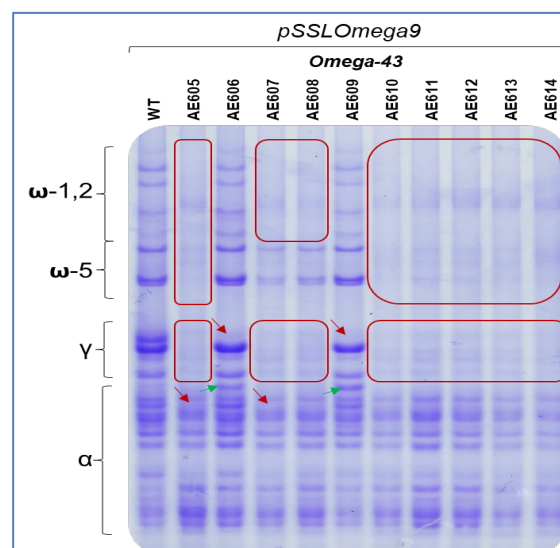 pSSLOmega9
Omega-43
WT AE605 AE606 AE607 AE608 AE609 AE610 AE611 AE612 AE613 AE614
ω-1,2
ω-5
γ
α